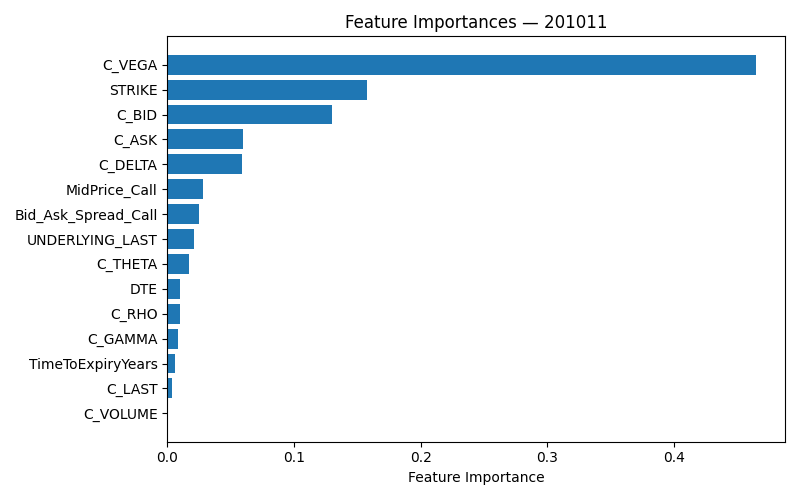 Feature Importances — 201011
C_VEGA
STRIKE
C_BID
C_ASK
C_DELTA
MidPrice_Call
Bid_Ask_Spread_Call
UNDERLYING_LAST
C_THETA
DTE
C_RHO
C_GAMMA
TimeToExpiryYears
C_LAST
C_VOLUME
0.0 0.1 0.2 0.3 0.4
Feature Importance